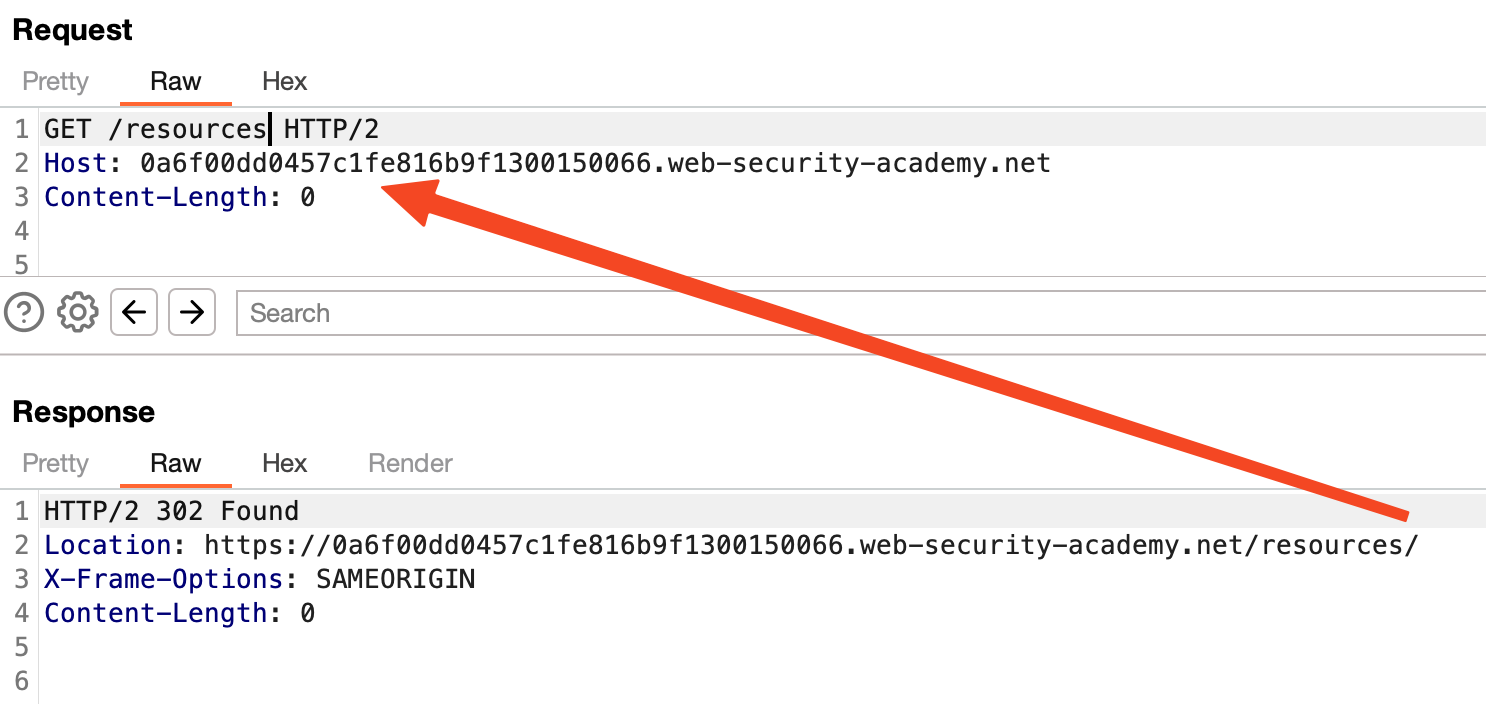 Request
Pretty Raw Hex
1 GET /resources HTTP/2
2 Host: 0a6f00dd0457c1fe816b9f1300150066.web-security-academy.net
3 Content-Length: 0
4
5
Search
Response
Pretty Raw Hex Render
1 HTTP/2 302 Found
2 Location: https://0a6f00dd0457c1fe816b9f1300150066.web-security-academy.net/resources/
3 X-Frame-Options: SAMEORIGIN
4 Content-Length: 0
5
6